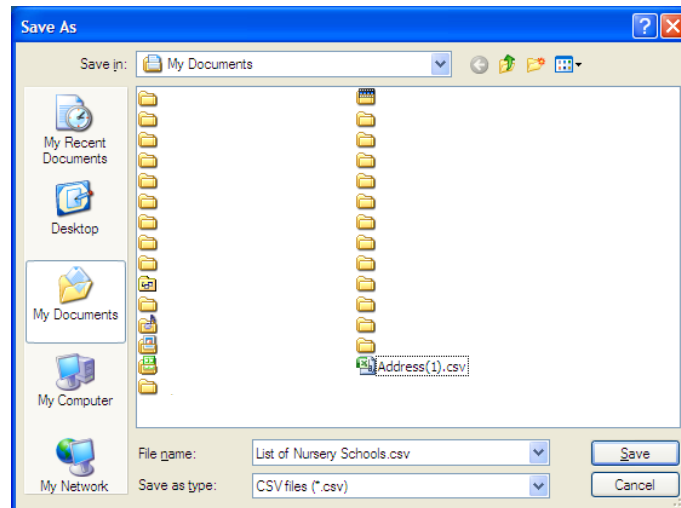 Save As
Save in:
My Documents
My Recent
Documents
Desktop
My Documents
My Computer
My Network
Address(1).csv
File name:
List of Nursery Schools.csv
Save
Save as type:
CSV files (*.csv)
Cancel